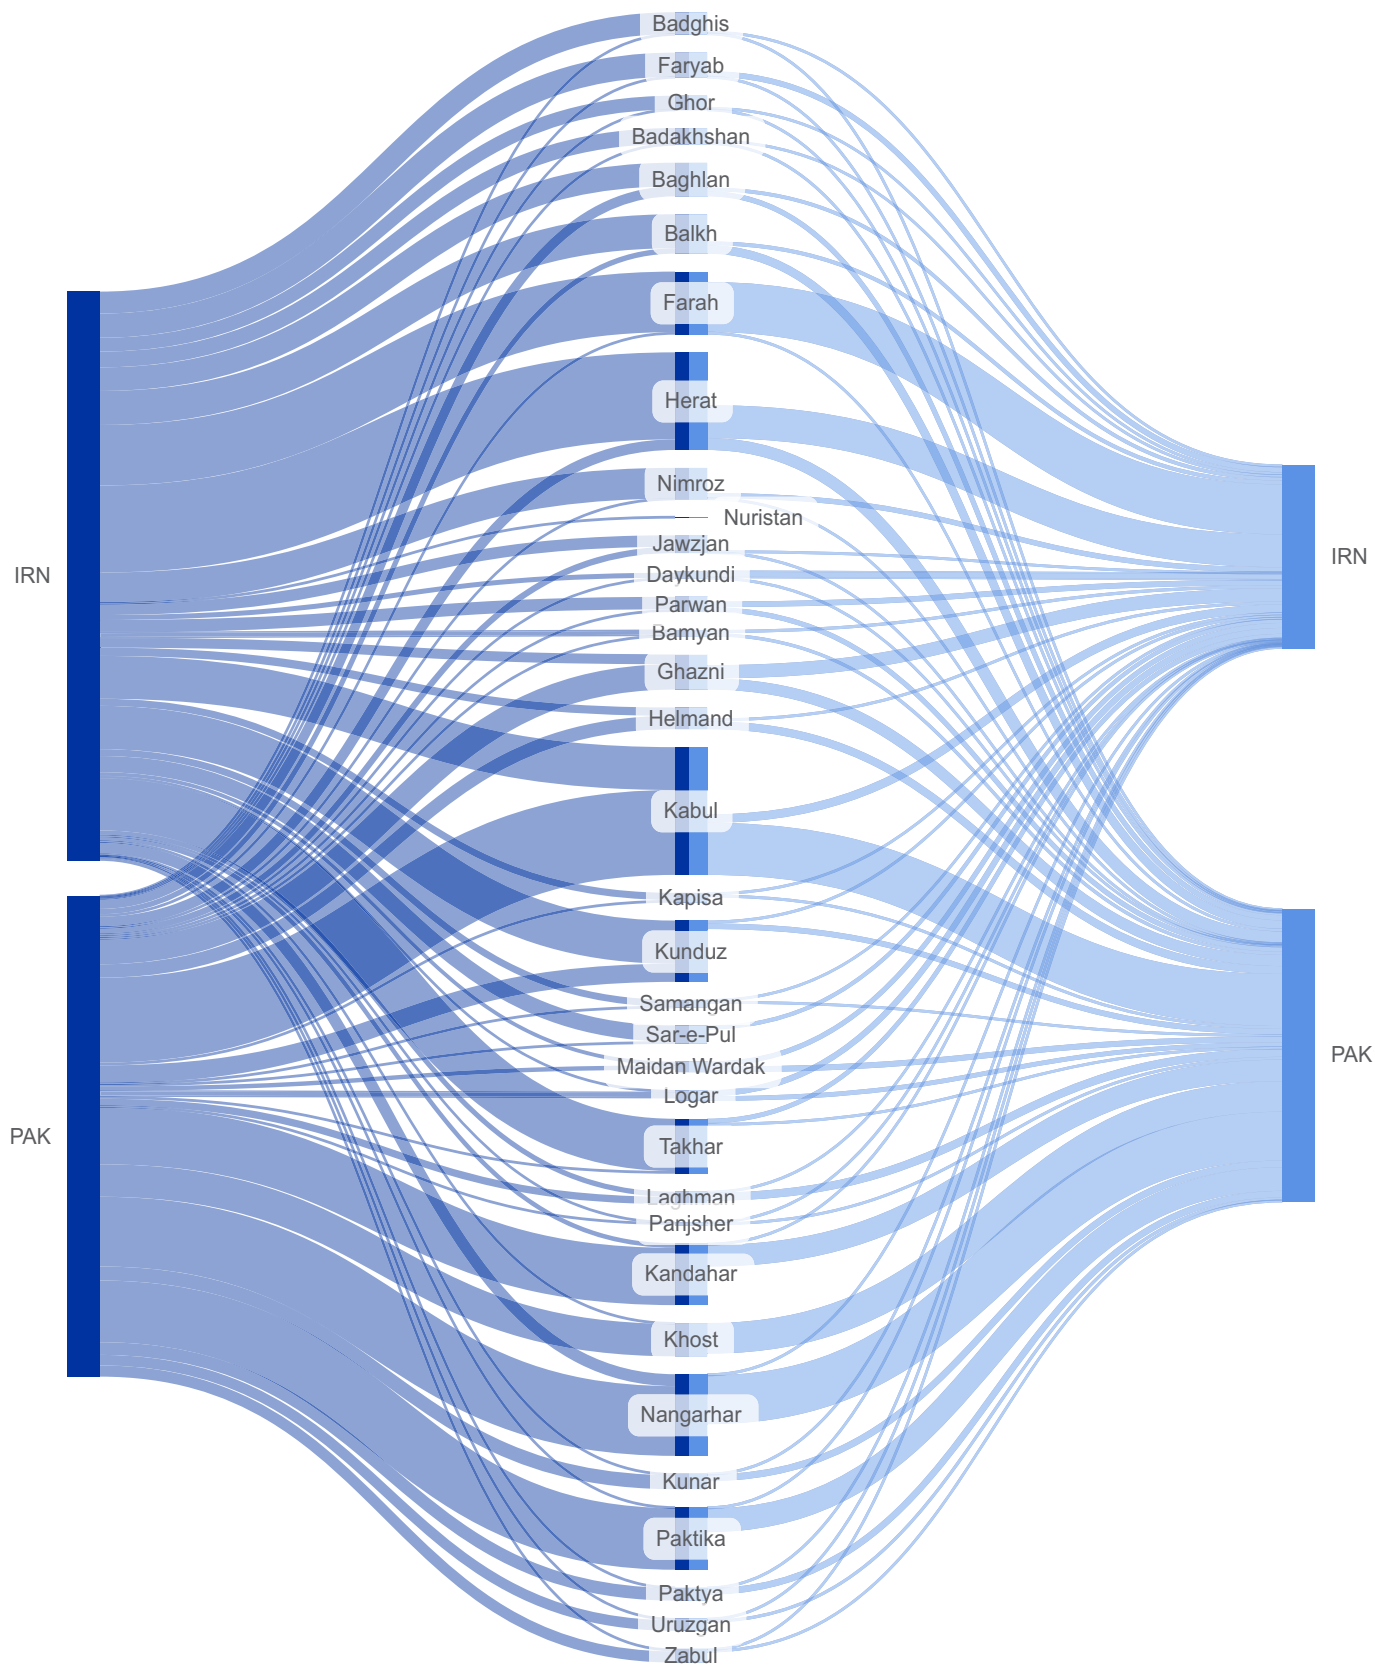 Badghis
Faryab
Ghor
Badakhshan
Baghlan
Balkh
Farah
Herat
Nimroz
Nuristan
Jawzjan
IRN
IRN
Daykundi
Parwan
Bamyan
Ghazni
Helmand
Kabul
Kapisa
Kunduz
Samangan
Sar-e-Pul
PAK
Maidan Wardak
Logar
PAK
Takhar
Laghman
Panjsher
Kandahar
Khost
Nangarhar
Kunar
Paktika
Paktya
Uruzgan
Zabul